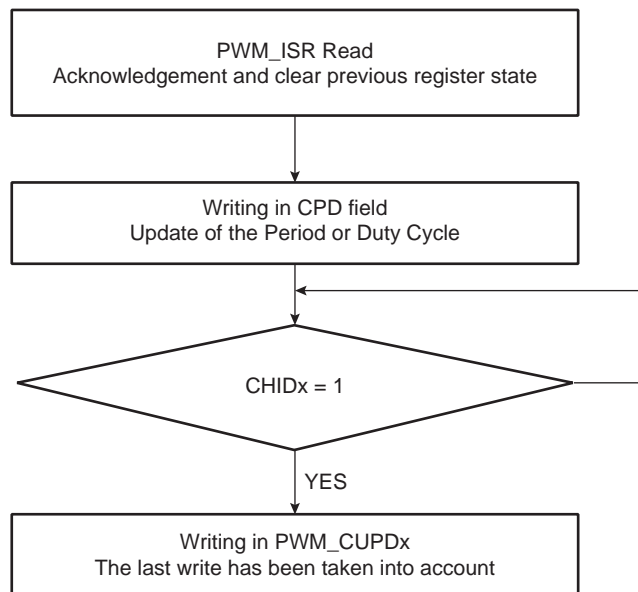 PWM_ISR Read
Acknowledgement and clear previous register state
Writing in CPD field
Update of the Period or Duty Cycle
CHIDx = 1
YES
Writing in PWM_CUPDx
The last write has been taken into account